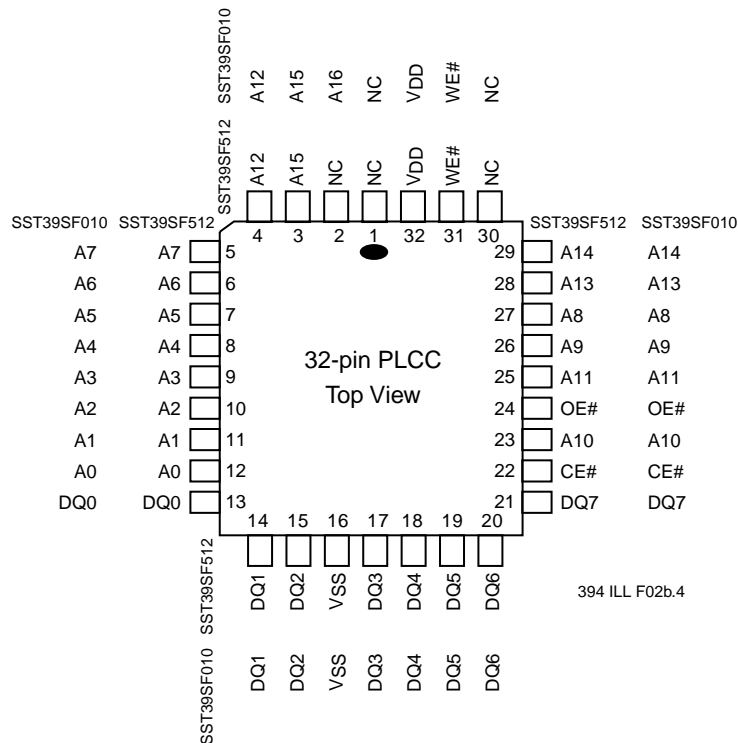 SST39SF010 A12 A15 A16 NC VDD WE# NC
SST39SF512 A12 A15 NC NC VDD WE# NC
SST39SF010 SST39SF512 4 3 2 1 32 31 30 SST39SF512 SST39SF010
A7 A7 5 29 A14 A14
A6 A6 6 28 A13 A13
A5 A5 7 27 A8 A8
A4 A4 8 26 A9 A9
32-pin PLCC
A3 A3 9 25 A11 A11
Top View
A2 A2 10 24 OE# OE#
A1 A1 11 23 A10 A10
A0 A0 12 22 CE# CE#
DQ0 DQ0 13 21 DQ7 DQ7
14 15 16 17 18 19 20
SST39SF512 DQ1 DQ2 VSS DQ3 DQ4 DQ5 DQ6
394 ILL F02b.4
SST39SF010 DQ1 DQ2 VSS DQ3 DQ4 DQ5 DQ6